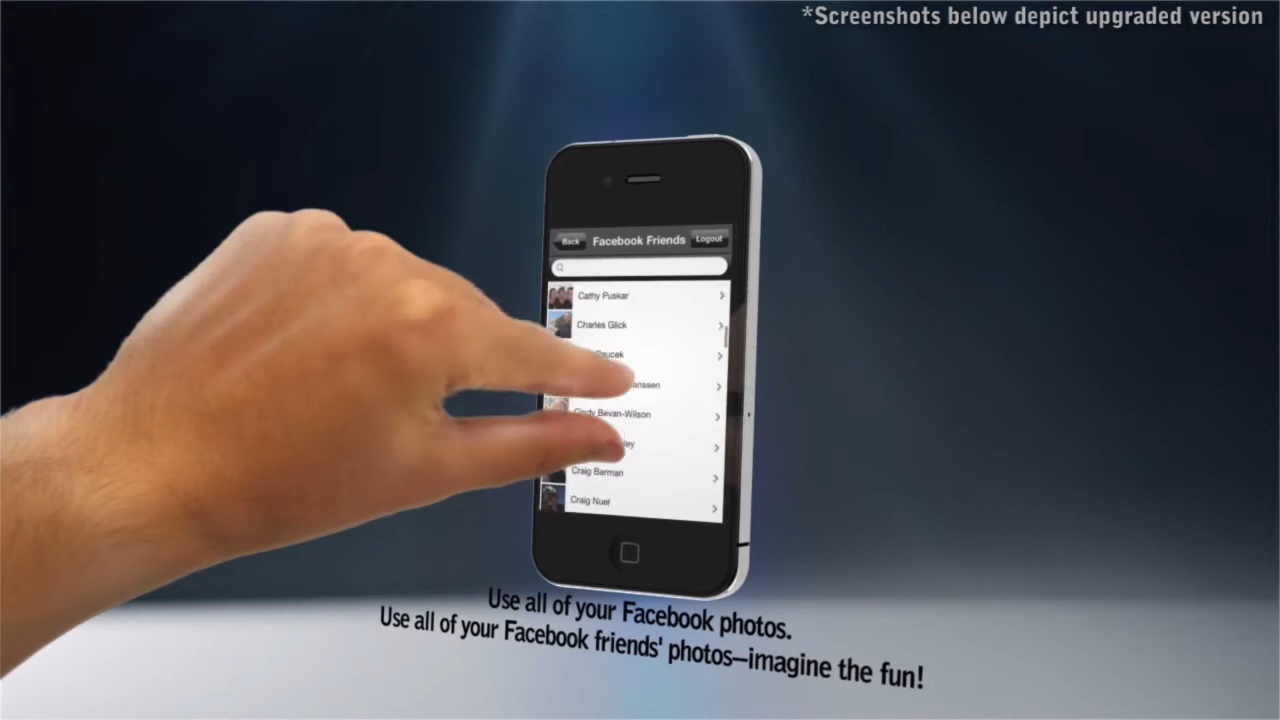 *Screenshots below depict upgraded version
Back
Facebook Friends
Logout
Cathy Puskar
Charles Glick
Craig Berman
Cindy Bevan-Wilson
Craig Nuer
Use all of your Facebook photos.
Use all of your Facebook friends' photos—imagine the fun!